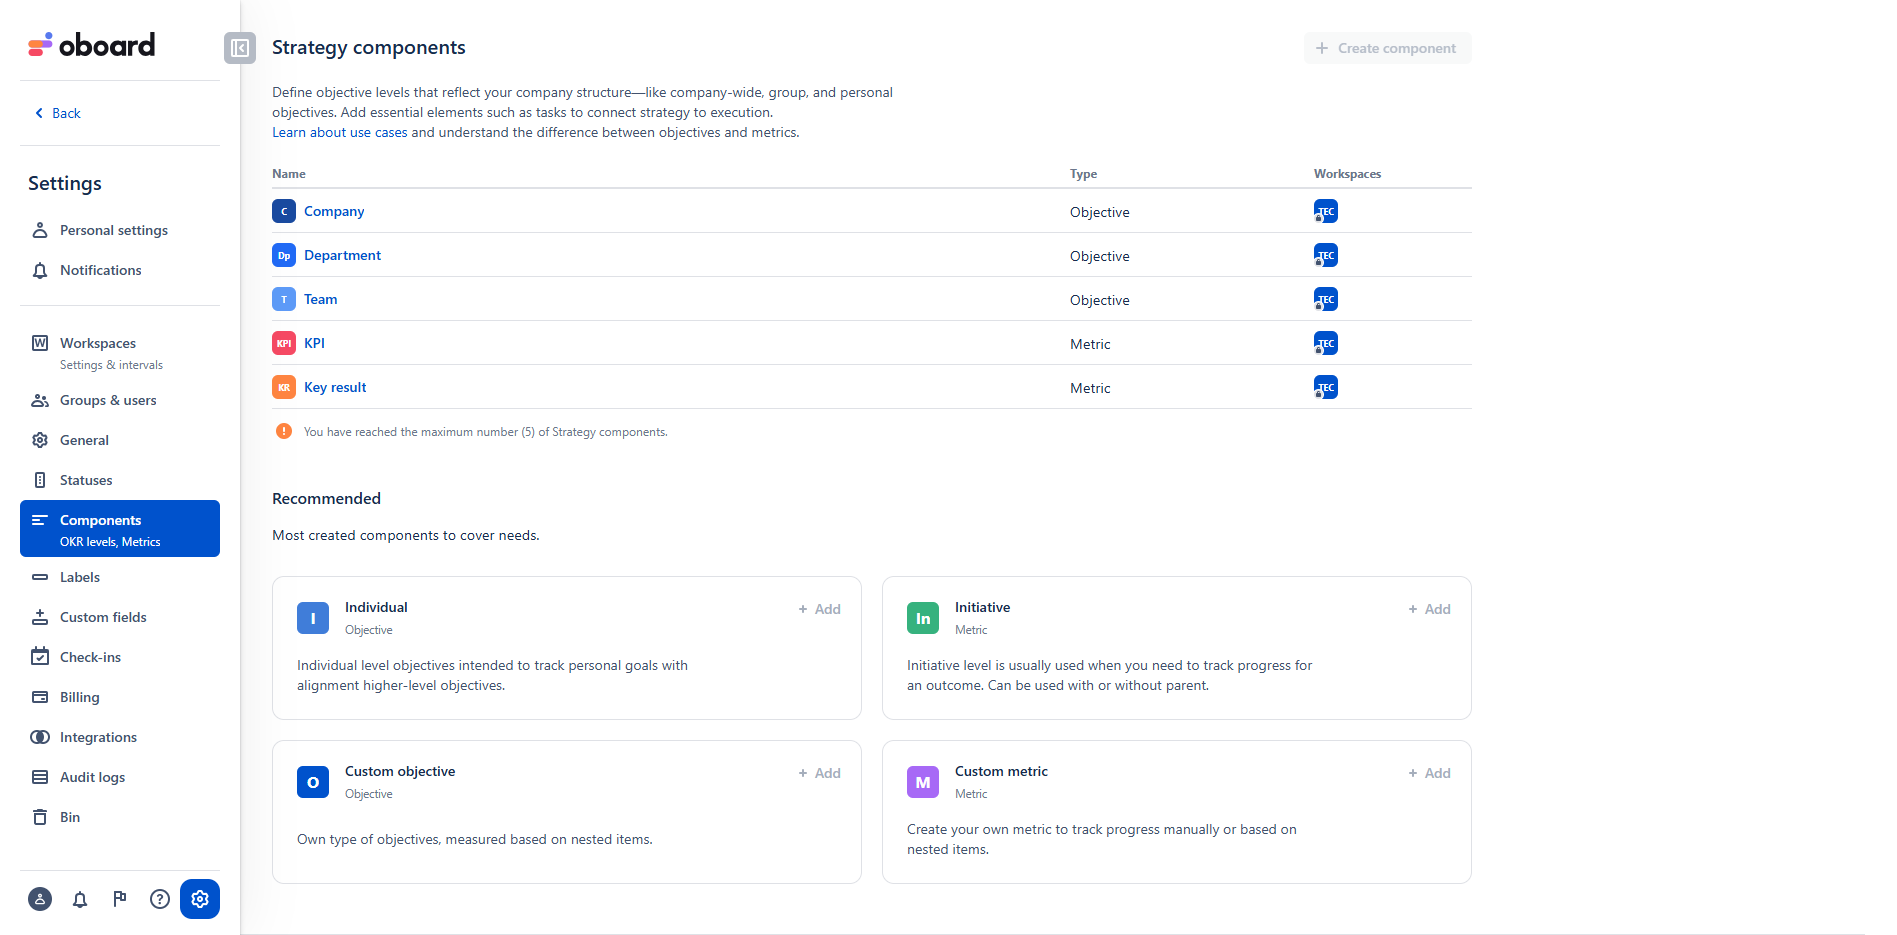 oboard
Back
Settings
Personal settings
Notifications
Workspaces
Settings & intervals
Groups & users
General
Statuses
Components
OKR levels, Metrics
Labels
Custom fields
Check-ins
Billing
Integrations
Audit logs
Bin
Strategy components
+ Create component
Define objective levels that reflect your company structure—like company-wide, group, and personal
objectives. Add essential elements such as tasks to connect strategy to execution.
Learn about use cases and understand the difference between objectives and metrics.
Name Type Workspaces
C Company Objective TEC
Dp Department Objective TEC
T Team Objective TEC
KPI KPI Metric TEC
KR Key result Metric TEC
You have reached the maximum number (5) of Strategy components.
Recommended
Most created components to cover needs.
I Individual + Add
Objective
Individual level objectives intended to track personal goals with
alignment higher-level objectives.
In Initiative + Add
Metric
Initiative level is usually used when you need to track progress for
an outcome. Can be used with or without parent.
O Custom objective + Add
Objective
Own type of objectives, measured based on nested items.
M Custom metric + Add
Metric
Create your own metric to track progress manually or based on
nested items.